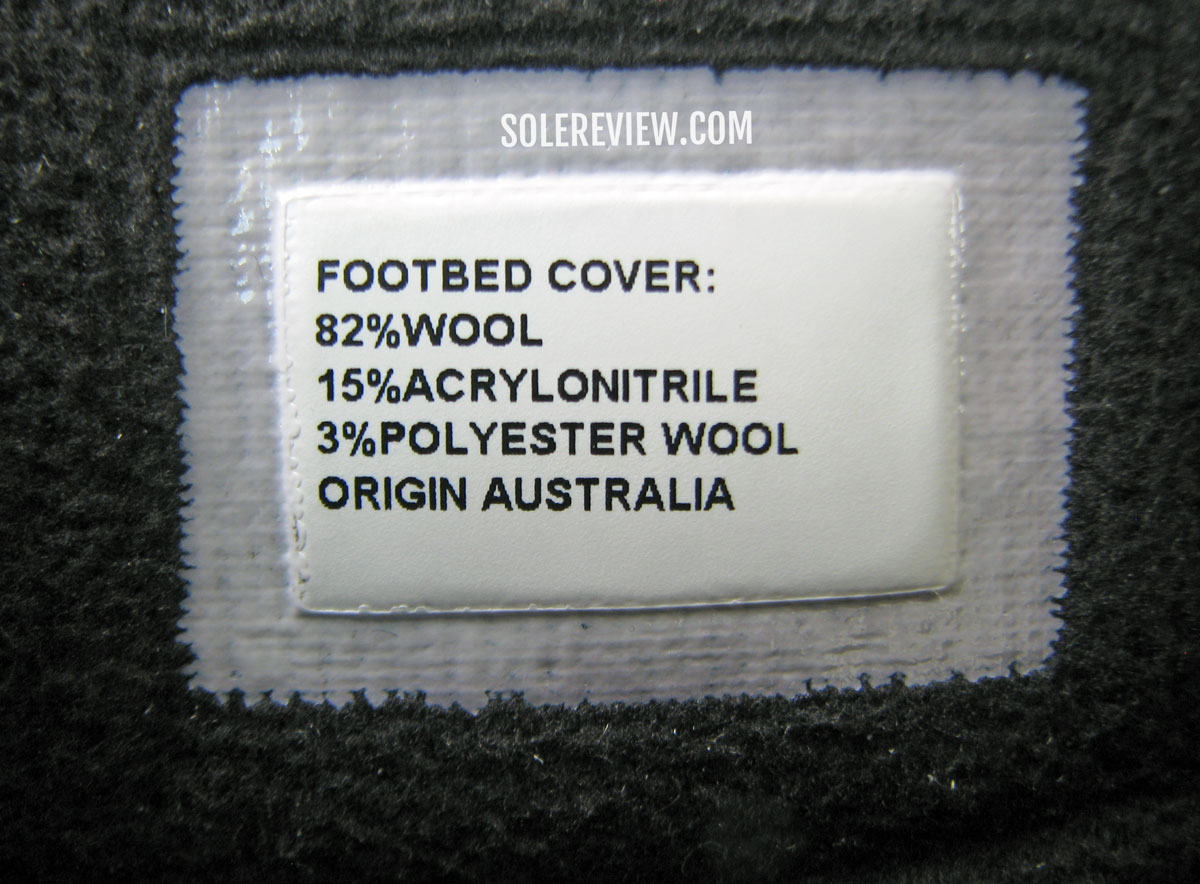 SOLEREVIEW.COM
FOOTBED COVER:
82%WOOL
15%ACRYLONITRILE
3%POLYESTER WOOL
ORIGIN AUSTRALIA